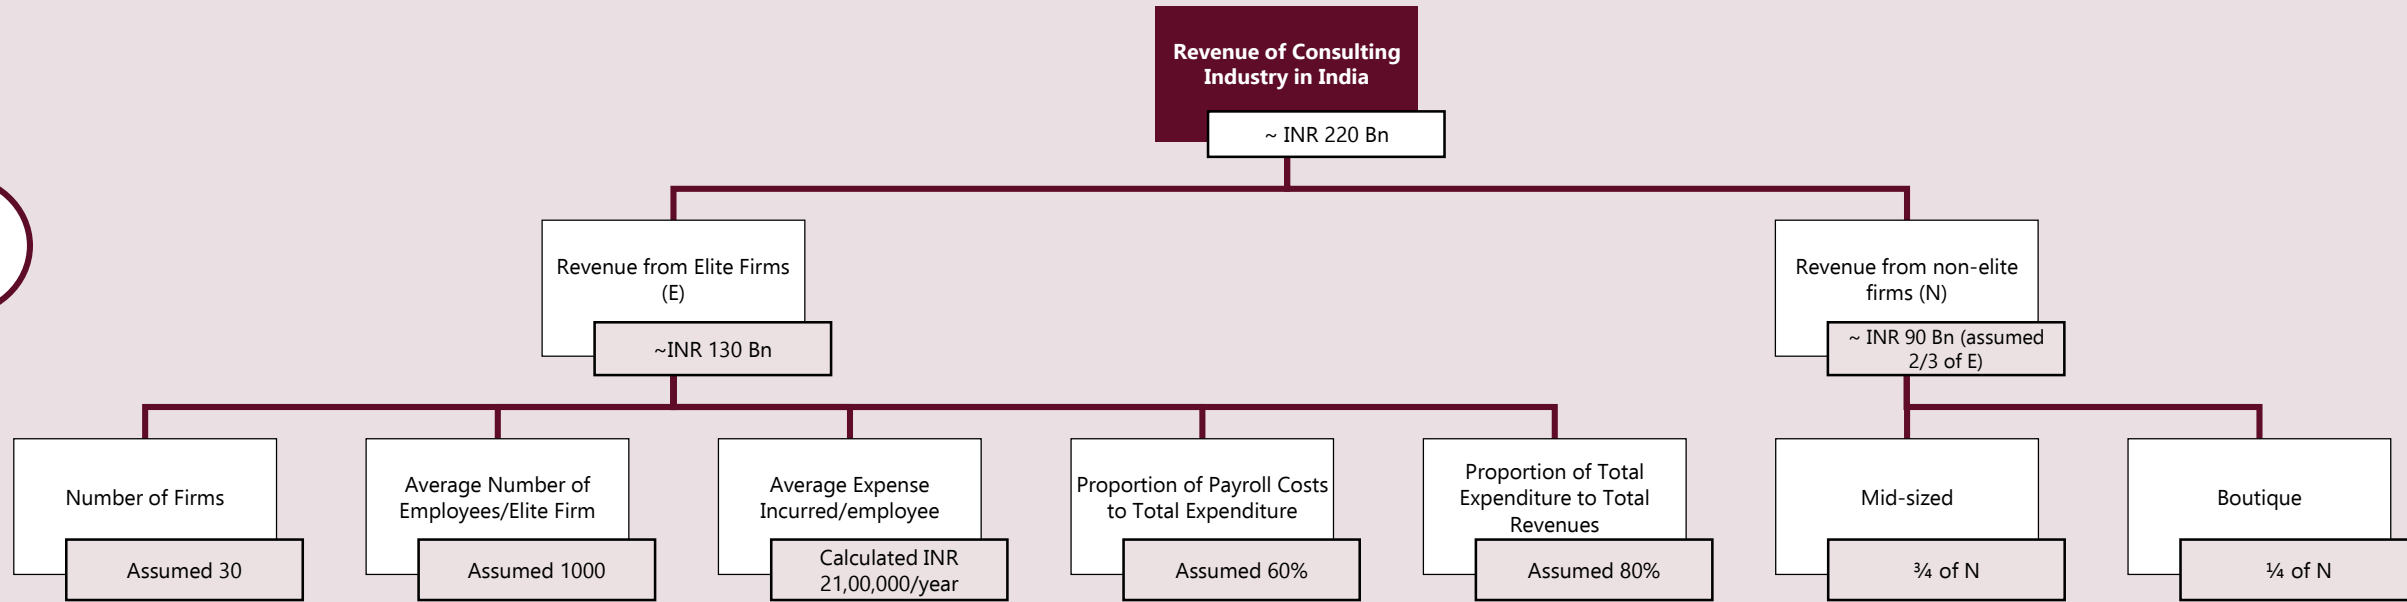 Revenue of Consulting
Industry in India
~ INR 220 Bn
Revenue from Elite Firms
(E)
~INR 130 Bn
Revenue from non-elite
firms (N)
~ INR 90 Bn (assumed
2/3 of E)
Number of Firms
Assumed 30
Average Number of
Employees/Elite Firm
Assumed 1000
Average Expense
Incurred/employee
Calculated INR
21,00,000/year
Proportion of Payroll Costs
to Total Expenditure
Assumed 60%
Proportion of Total
Expenditure to Total
Revenues
Assumed 80%
Mid-sized
¾ of N
Boutique
¼ of N